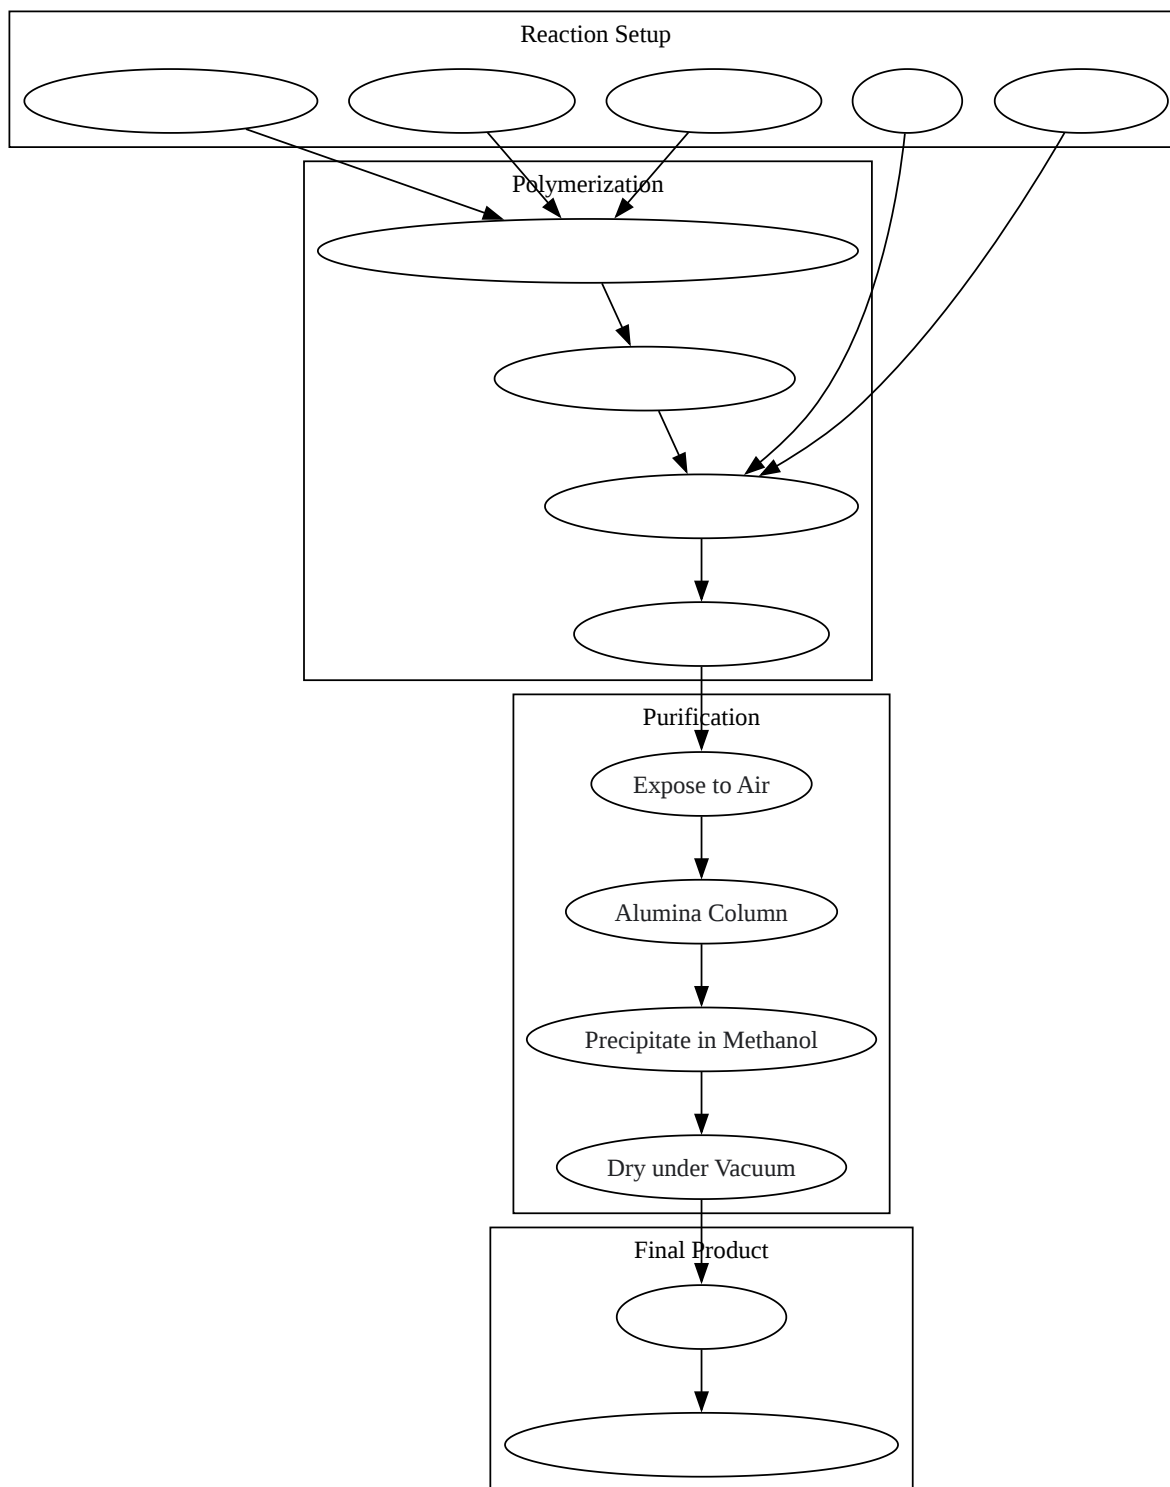 Reaction Setup
Polymerization
Purification
Expose to Air
Alumina Column
Precipitate in Methanol
Dry under Vacuum
Final Product